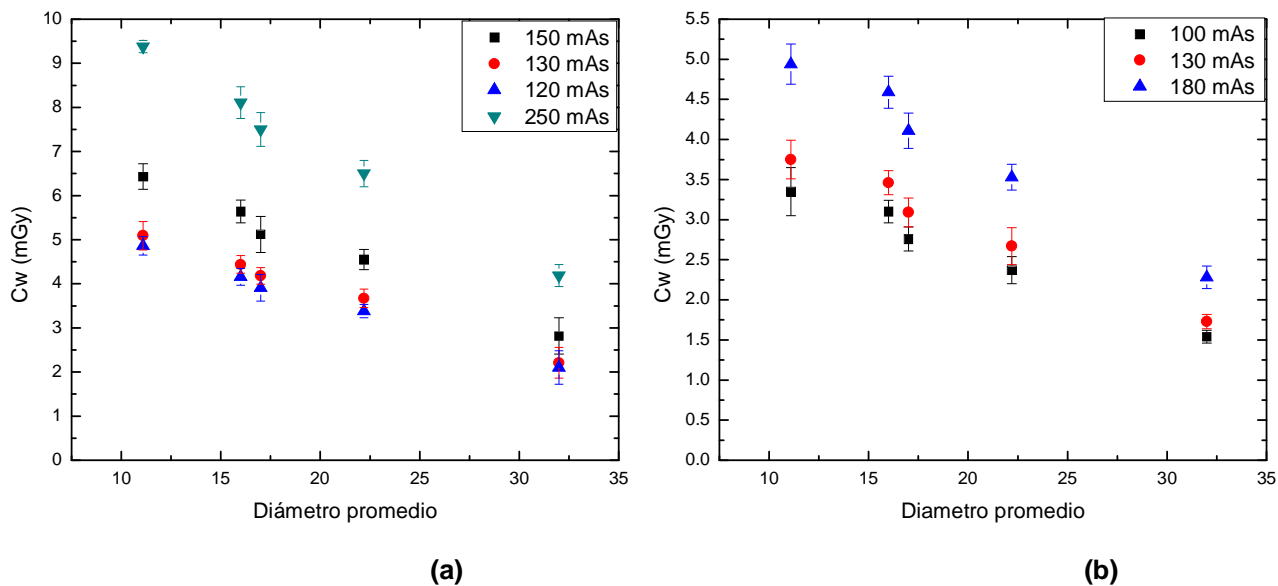 10
9
8
7
6
5
4
3
2
1
0
Cw (mGy)
10 15 20 25 30 35
Diámetro promedio
150 mAs
130 mAs
120 mAs
250 mAs
(a)
5.5
5.0
4.5
4.0
3.5
3.0
2.5
2.0
1.5
1.0
0.5
0.0
Cw (mGy)
10 15 20 25 30 35
Diametro promedio
100 mAs
130 mAs
180 mAs
(b)